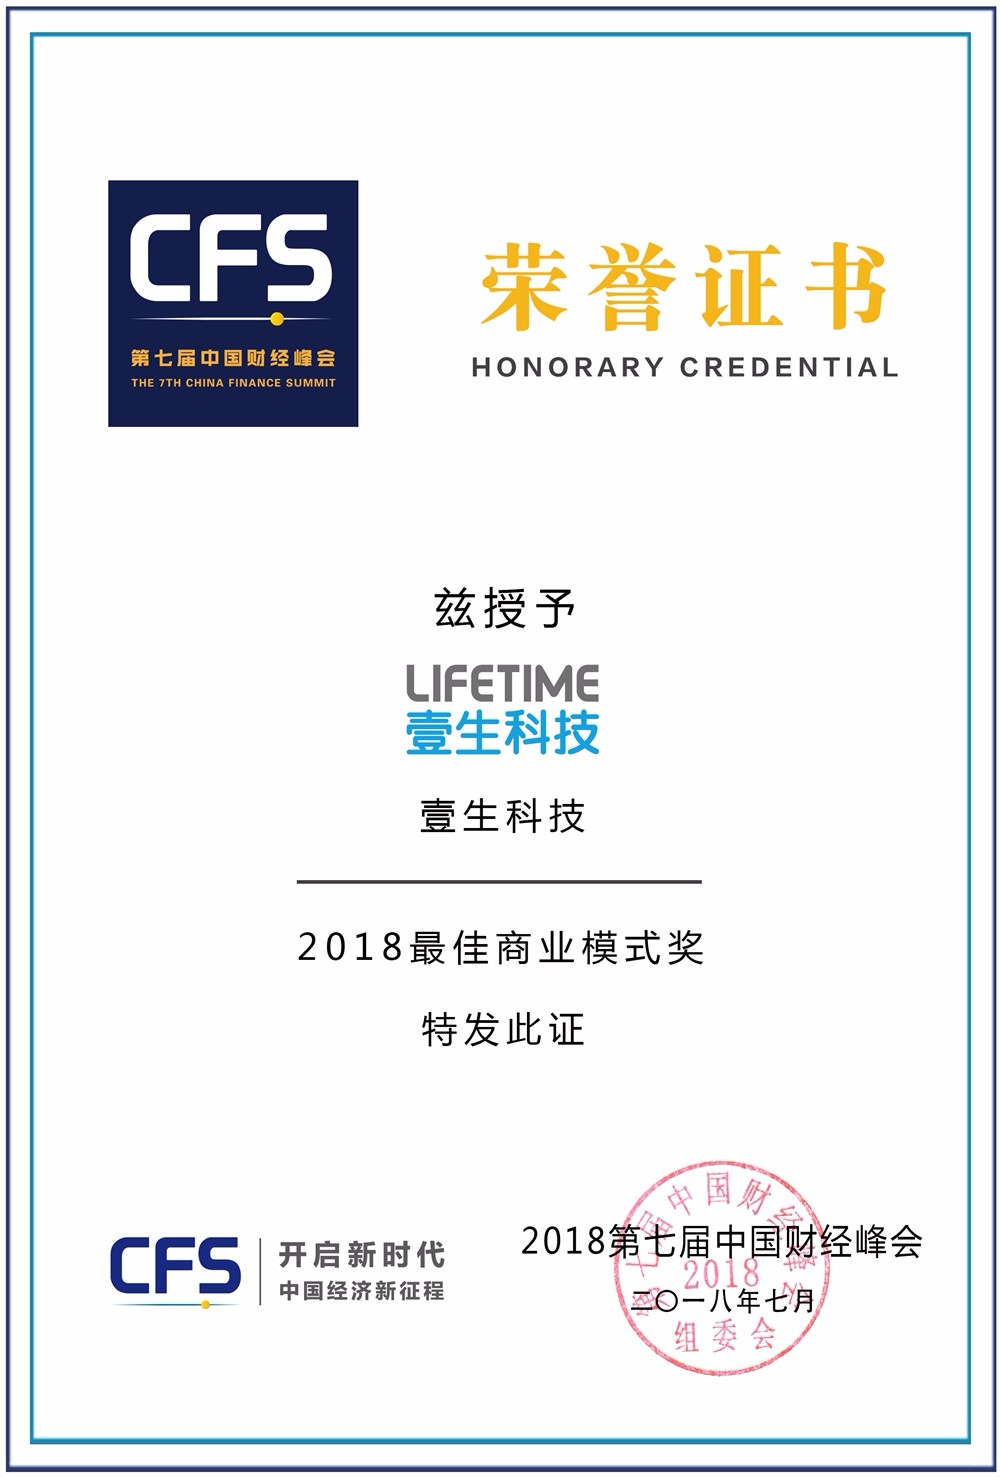 CFS
第七届中国财经峰会
THE 7TH CHINA FINANCE SUMMIT
荣誉证书
HONORARY CREDENTIAL
兹授予
LIFETIME
壹生科技
壹生科技
2018最佳商业模式奖
特发此证
CFS
开启新时代
中国经济新征程
2018第七届中国财经峰会
二〇一八年七月
第七届中国财经峰会
2018
组委会